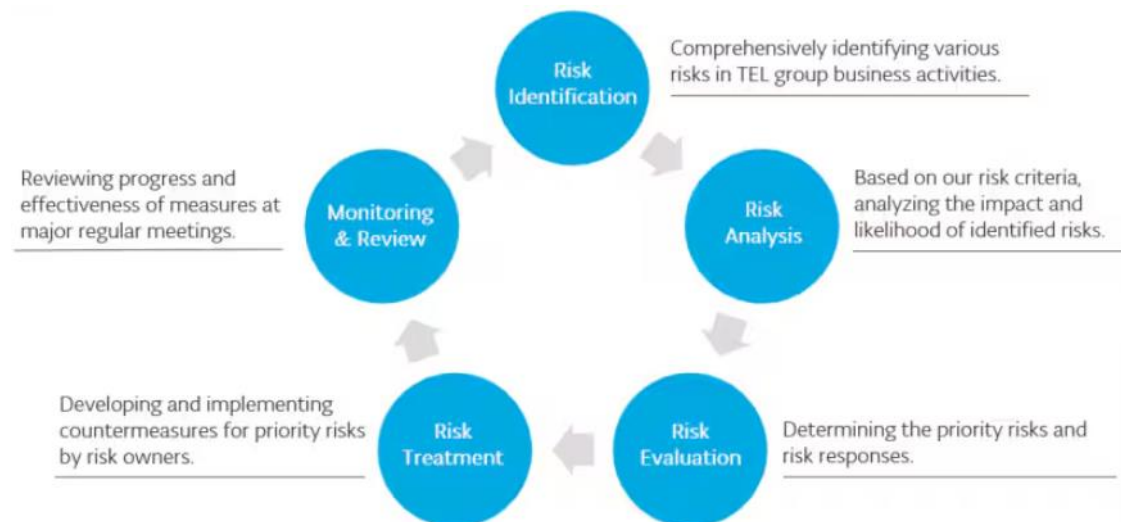 Risk
Identification
Comprehensively identifying various
risks in TEL group business activities.
Risk
Analysis
Based on our risk criteria,
analyzing the impact and
likelihood of identified risks.
Risk
Evaluation
Determining the priority risks and
risk responses.
Risk
Treatment
Developing and implementing
countermeasures for priority risks
by risk owners.
Monitoring
& Review
Reviewing progress and
effectiveness of measures at
major regular meetings.